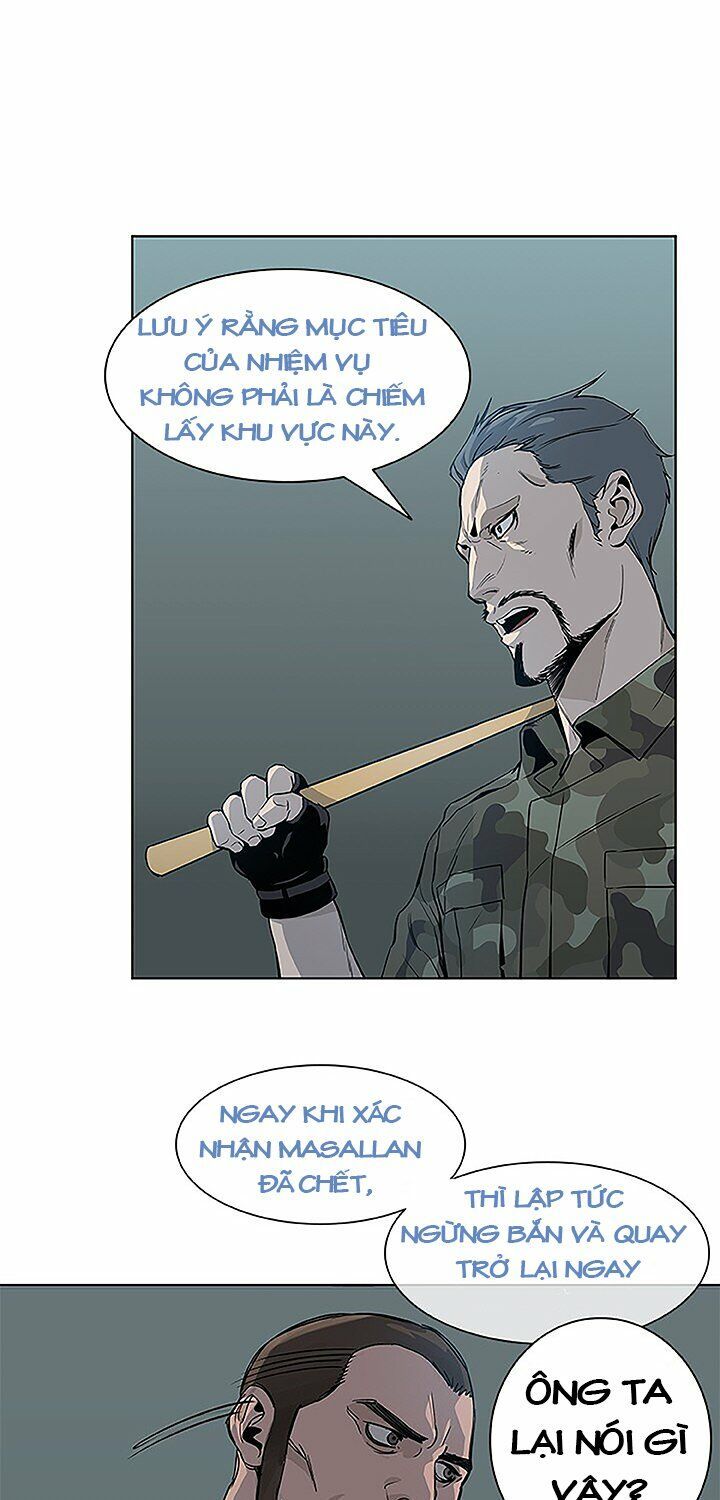 LƯU Ý RẰNG MỤC TIÊU
CỦA NHIỆM VỤ
KHÔNG PHẢI LÀ CHIẾM
LẤY KHU VỰC NÀY.
NGAY KHI XÁC
NHẬN MASALLAN
ĐÃ CHẾT,
THÌ LẬP TỨC
NGỪNG BẮN VÀ QUAY
TRỞ LẠI NGAY
ÔNG TA
LẠI NÓI GÌ
VẬY?